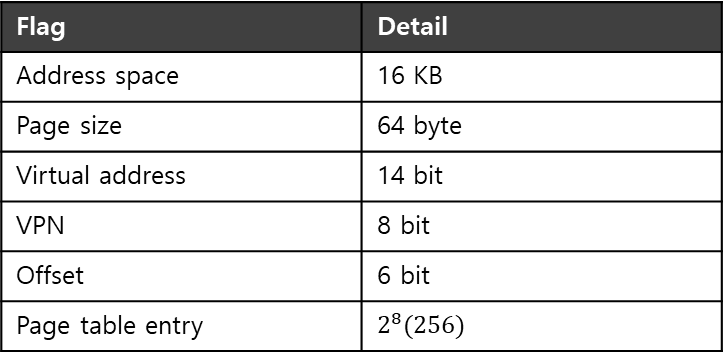 Flag Detail
Address space 16 KB
Page size 64 byte
Virtual address 14 bit
VPN 8 bit
Offset 6 bit
Page table entry 2⁸(256)